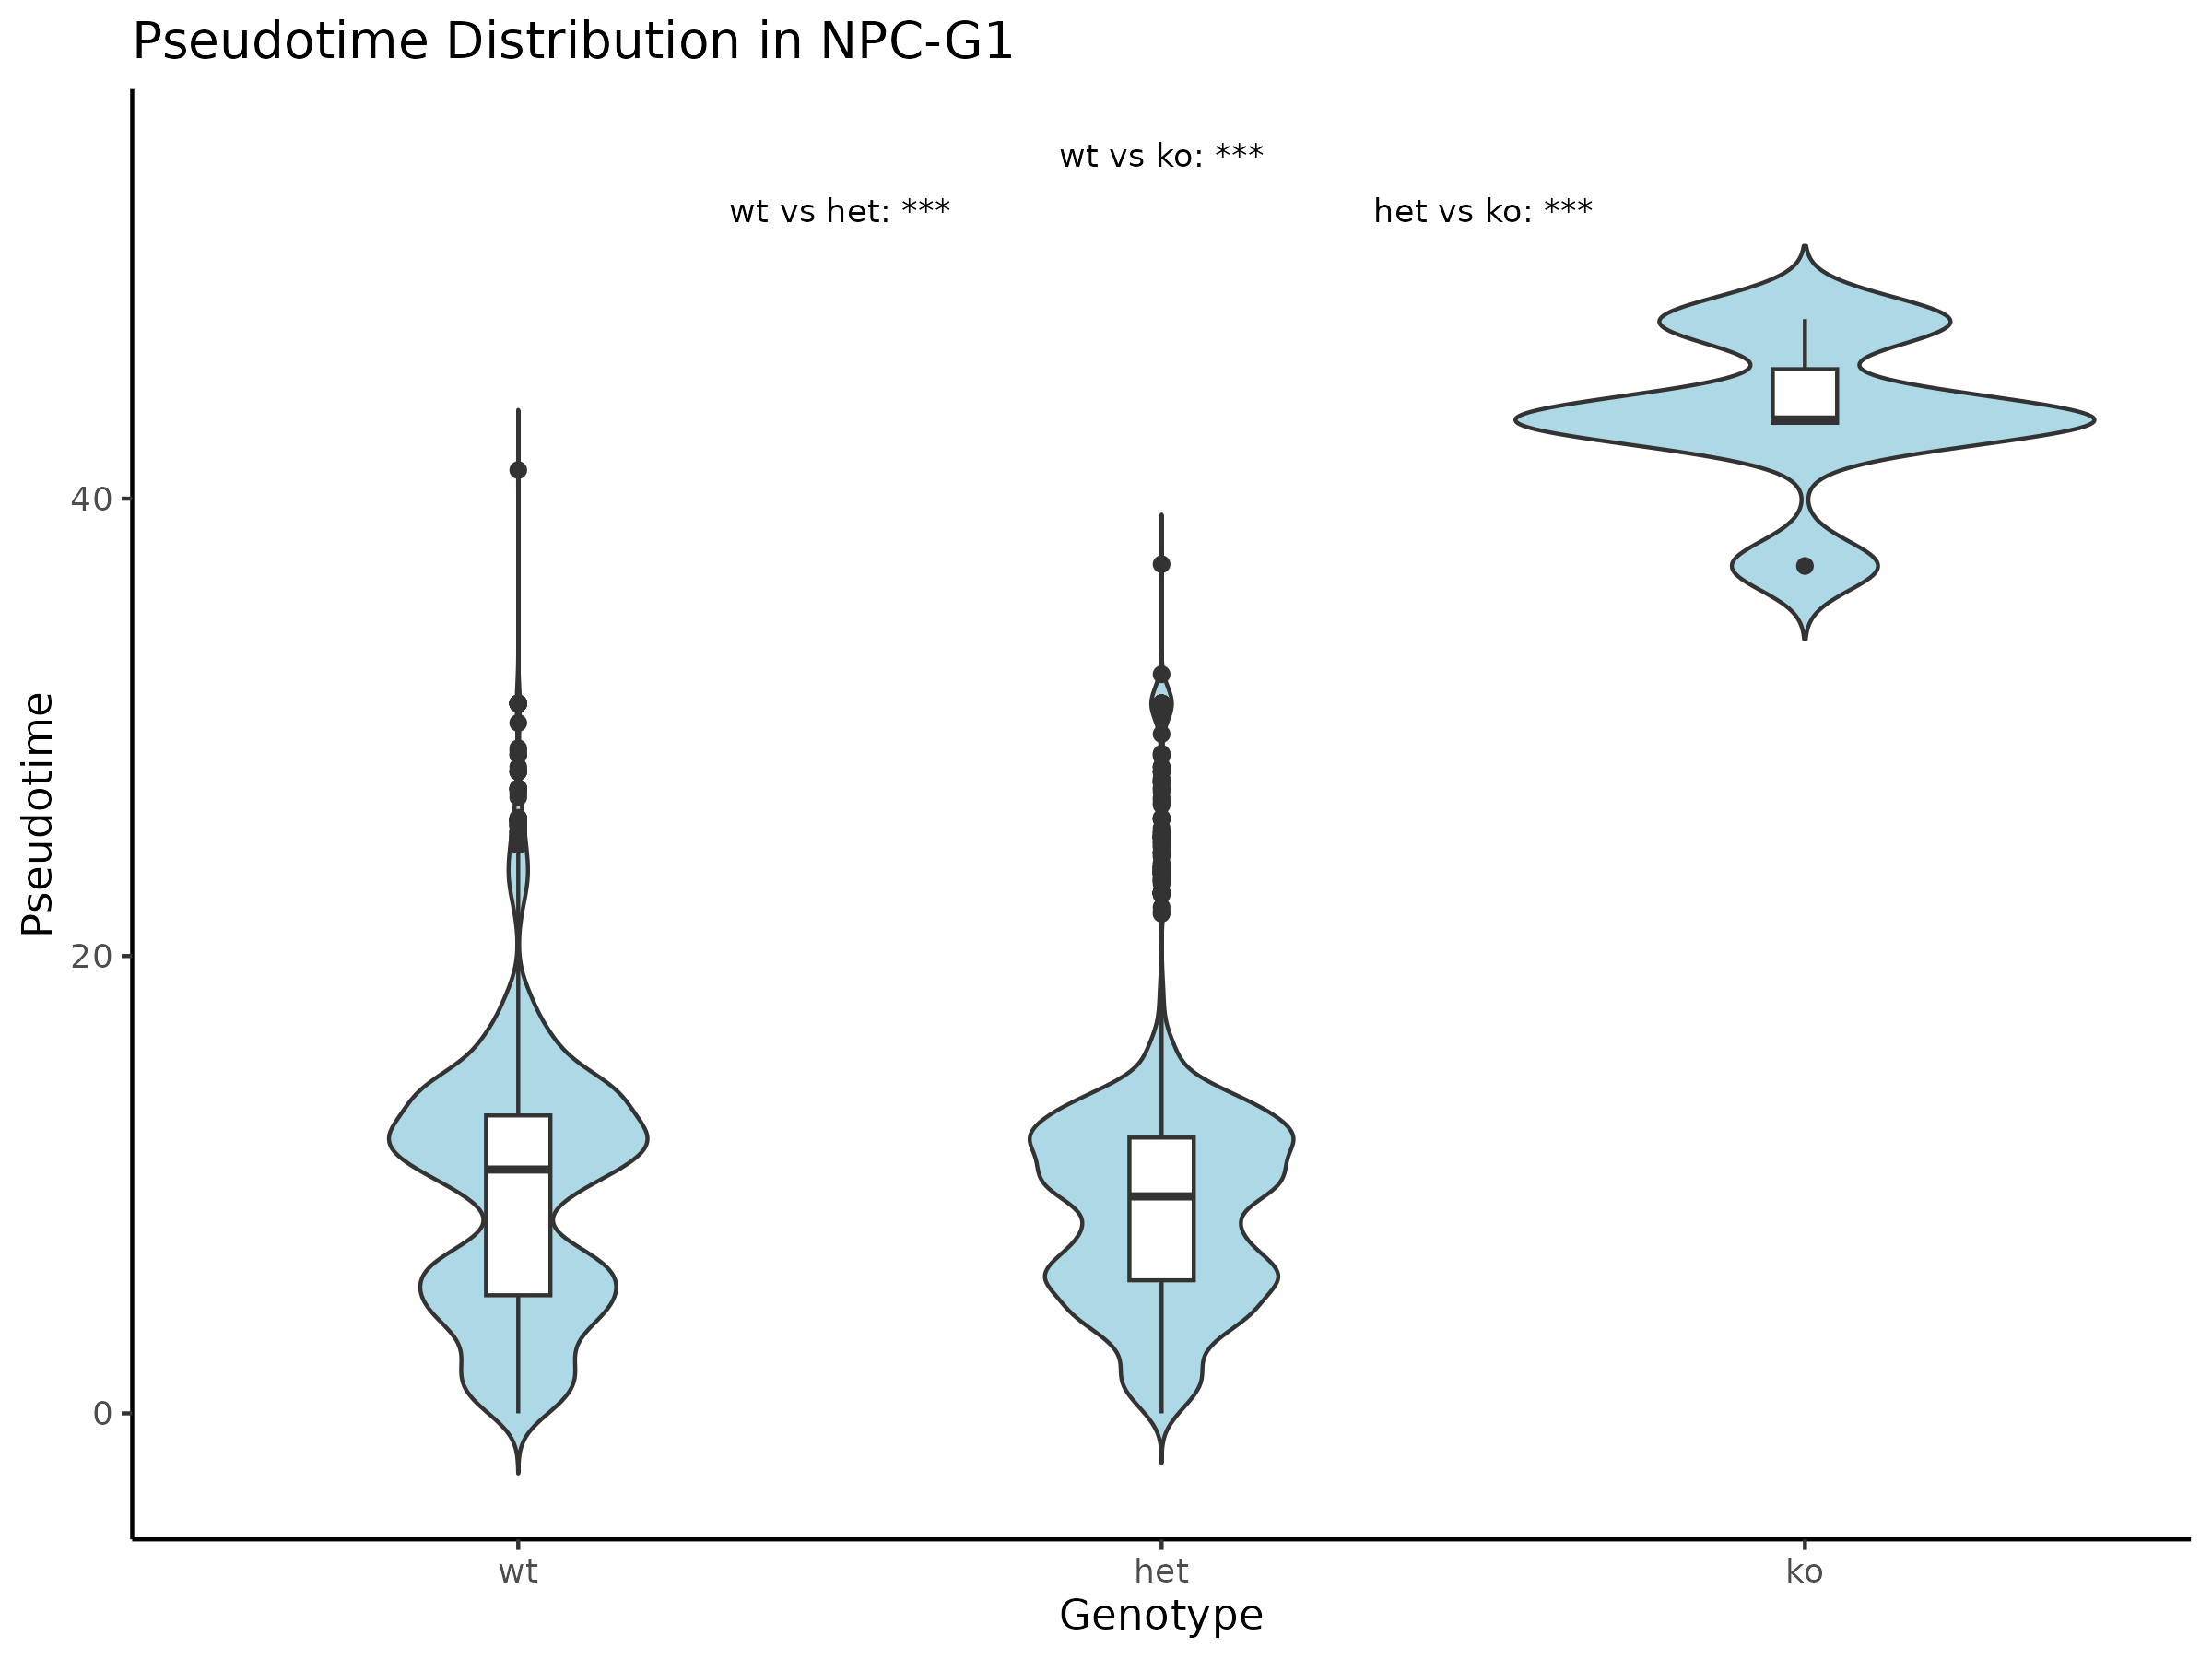 Pseudotime Distribution in NPC-G1
wt vs ko: ***
wt vs het: ***
het vs ko: ***
Pseudotime
40
20
0
wt
het
ko
Genotype